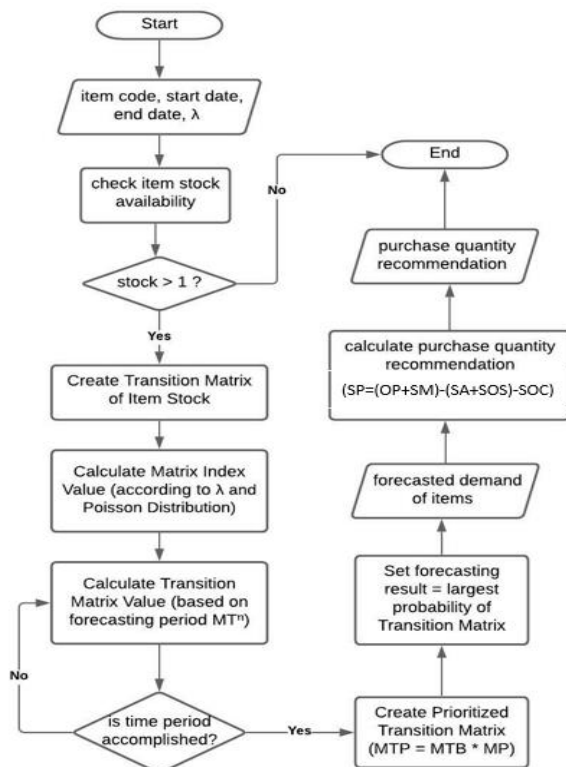 Start
item code, start date,
end date, λ
check item stock
availability
stock > 1 ?
No
Yes
Create Transition Matrix
of Item Stock
Calculate Matrix Index
Value (according to λ and
Poisson Distribution)
Calculate Transition
Matrix Value (based on
forecasting period MTⁿ)
No
is time period
accomplished?
Yes
Create Prioritized
Transition Matrix
(MTP = MTB * MP)
Set forecasting
result = largest
probability of
Transition Matrix
forecasted demand
of items
calculate purchase quantity
recommendation
(SP=(OP+SM)-(SA+SOS)-SOC)
purchase quantity
recommendation
End